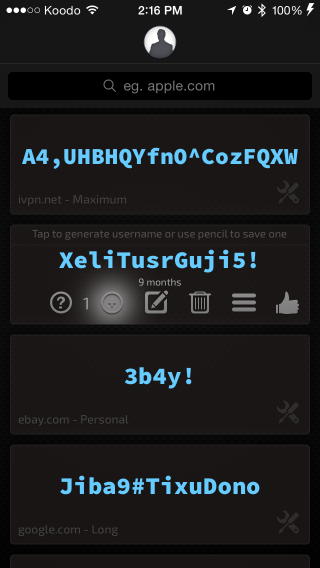 Koodo 2:16 PM 100%
eg. apple.com
A4,UHBHQYfnO^CozFQXW
ivpn.net - Maximum
Tap to generate username or use pencil to save one
XeliTusrGuji5!
9 months
? 1
3b4y!
ebay.com - Personal
Jiba9#TixuDono
google.com - Long